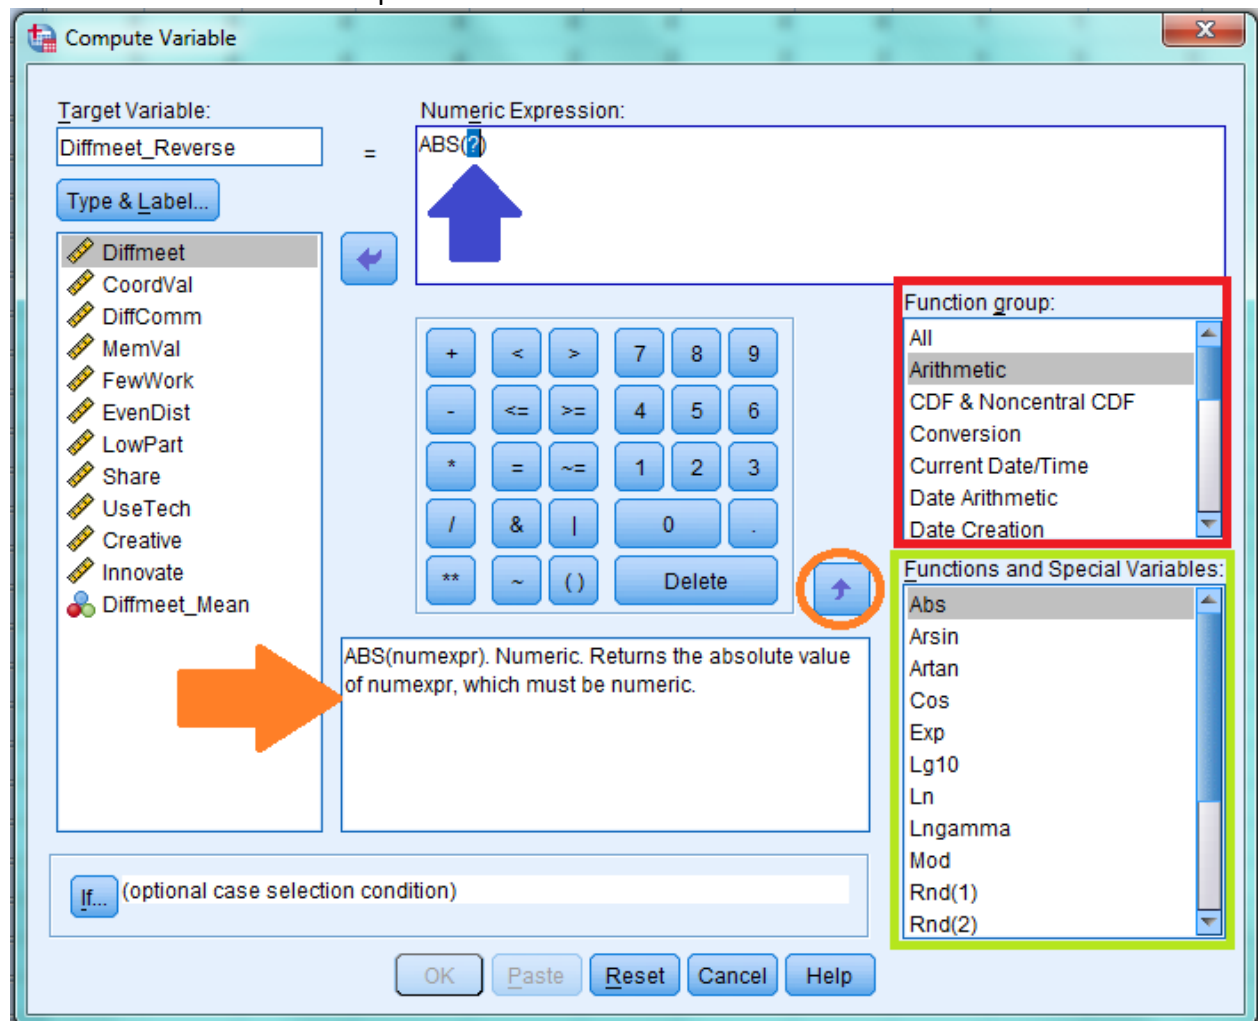 Compute Variable
x
Target Variable:
Diffmeet_Reverse
=
Numeric Expression:
ABS(?)
Type & Label...
Diffmeet
CoordVal
DiffComm
MemVal
FewWork
EvenDist
LowPart
Share
UseTech
Creative
Innovate
Diffmeet_Mean
+ < > 7 8 9
- <= >= 4 5 6
* = ~= 1 2 3
/ & | 0 .
** ~ ( ) Delete
Function group:
All
Arithmetic
CDF & Noncentral CDF
Conversion
Current Date/Time
Date Arithmetic
Date Creation
Functions and Special Variables:
Abs
Arsin
Artan
Cos
Exp
Lg10
Ln
Lngamma
Mod
Rnd(1)
Rnd(2)
ABS(numexpr). Numeric. Returns the absolute value
of numexpr, which must be numeric.
If... (optional case selection condition)
OK Paste Reset Cancel Help